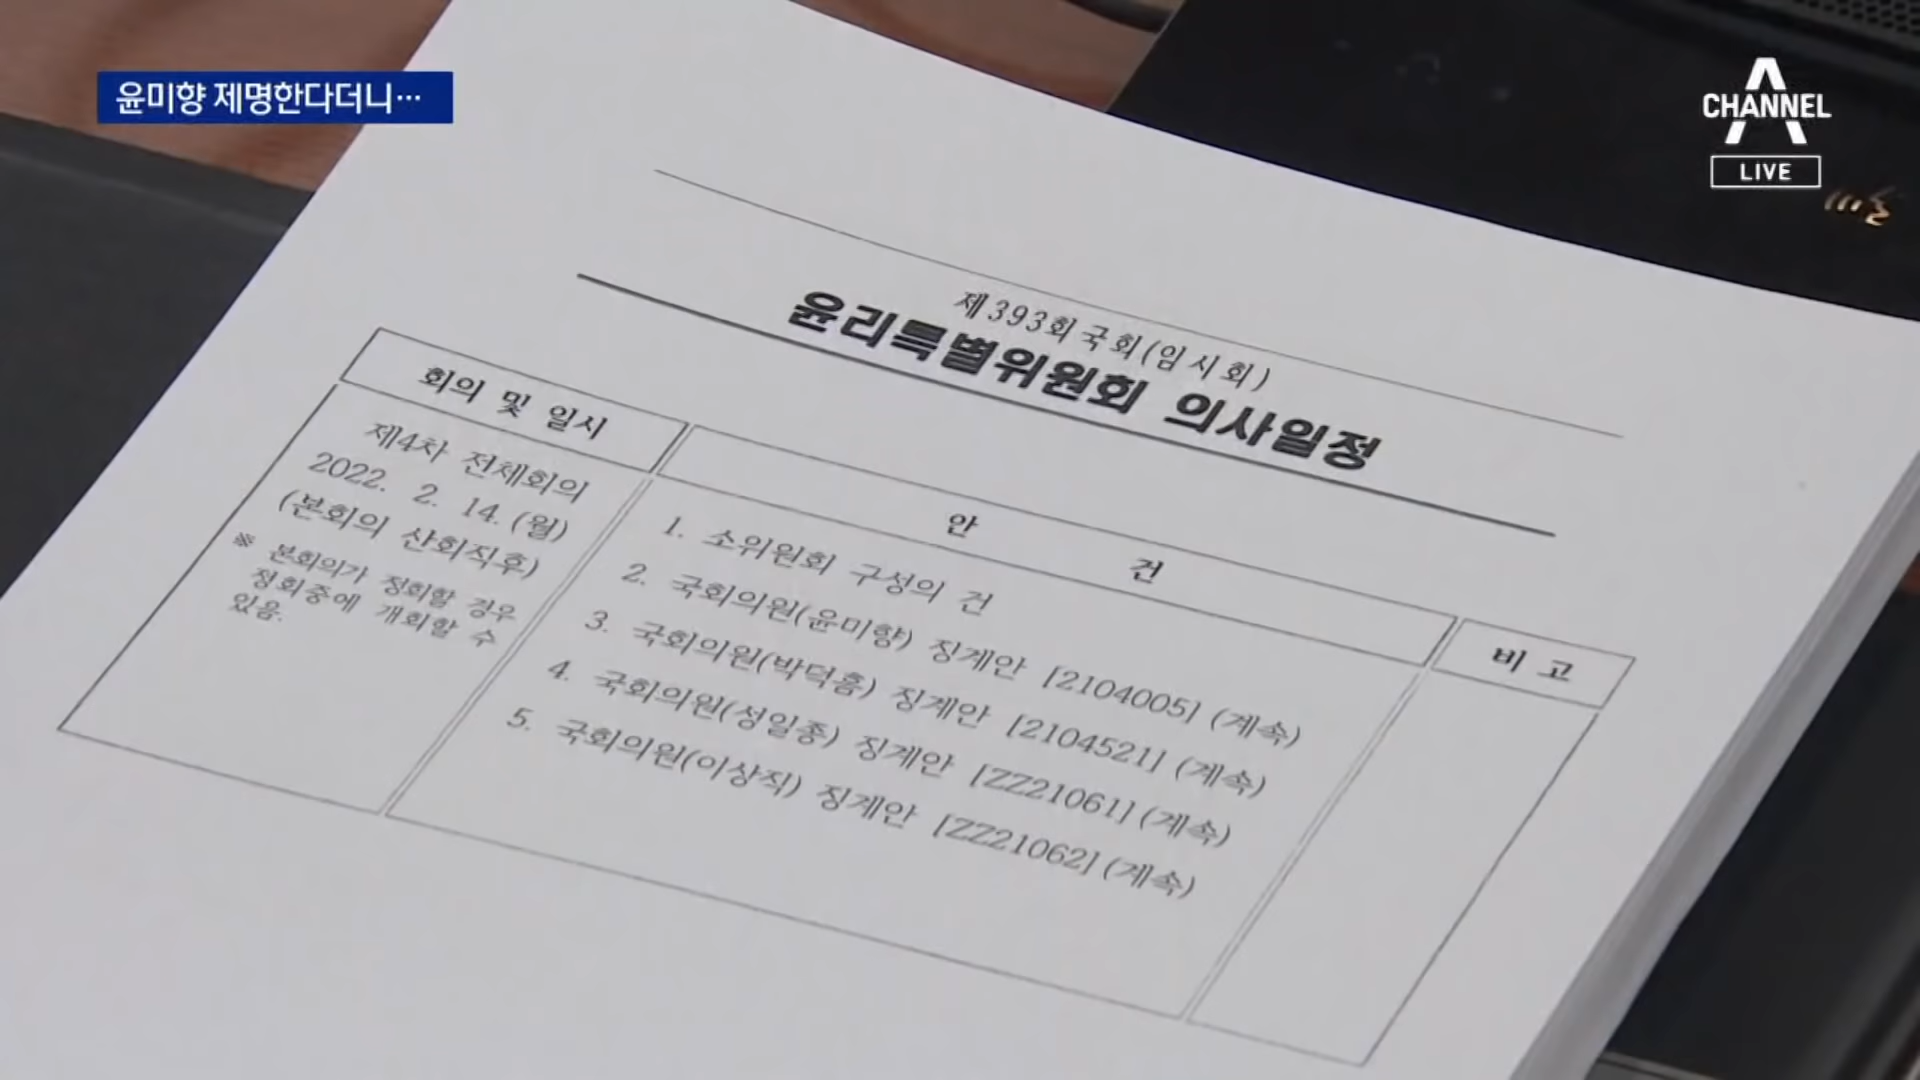 윤미향 제명한다더니…
CHANNEL A
LIVE
제393회국회(임시회)
윤리특별위원회 의사일정
회의 및 일시
안 건
비 고
제4차 전체회의
2022. 2. 14.(월)
(본회의 산회직후)
※ 본회의가 정회할 경우
정회중에 개회할 수
있음.
1. 소위원회 구성의 건
2. 국회의원(윤미향) 징계안 [2104005] (계속)
3. 국회의원(박덕흠) 징계안 [2104521] (계속)
4. 국회의원(성일종) 징계안 [ZZ21061] (계속)
5. 국회의원(이상직) 징계안 [ZZ21062] (계속)